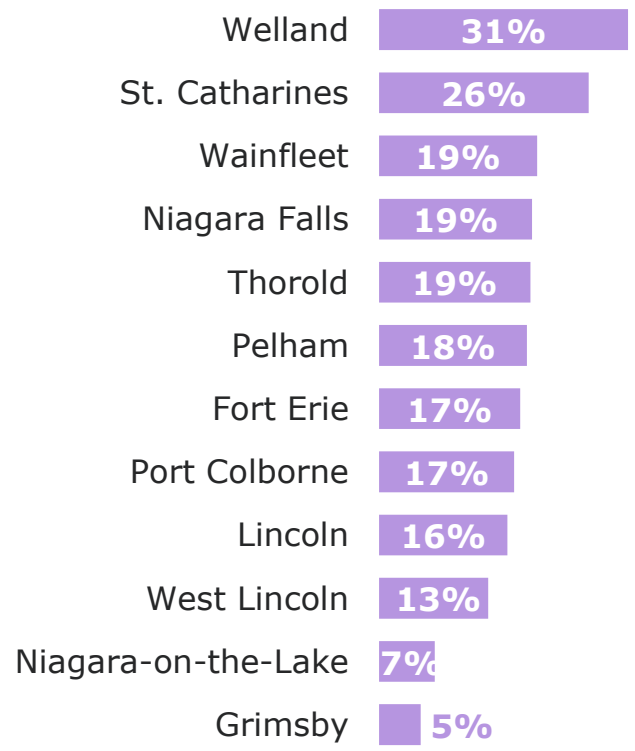 Welland 31%
St. Catharines 26%
Wainfleet 19%
Niagara Falls 19%
Thorold 19%
Pelham 18%
Fort Erie 17%
Port Colborne 17%
Lincoln 16%
West Lincoln 13%
Niagara-on-the-Lake 7%
Grimsby 5%